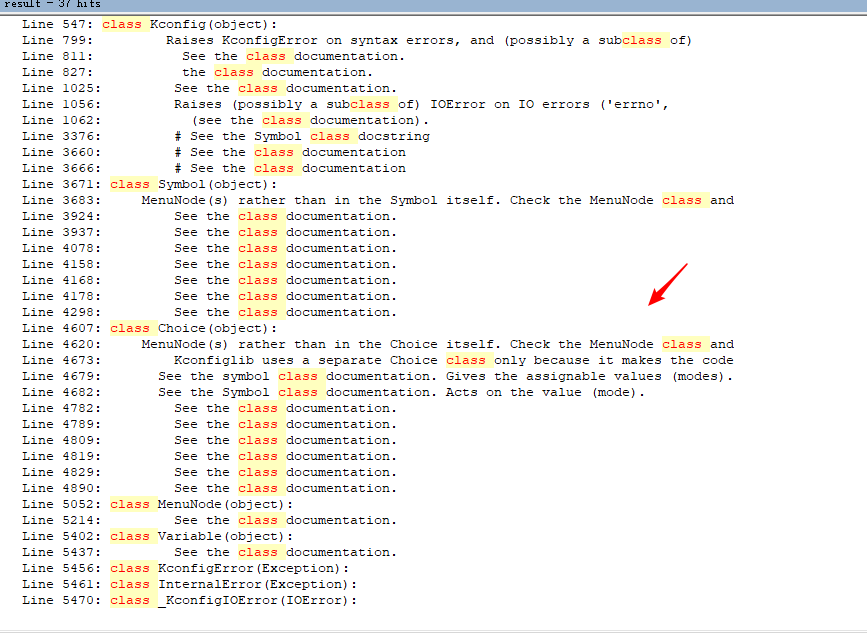 result - 37 hits
Line 547: class Kconfig(object):
Line 799: Raises KconfigError on syntax errors, and (possibly a subclass of)
Line 811: See the class documentation.
Line 827: the class documentation.
Line 1025: See the class documentation.
Line 1056: Raises (possibly a subclass of) IOError on IO errors ('errno',
Line 1062: (see the class documentation).
Line 3376: # See the Symbol class docstring
Line 3660: # See the class documentation
Line 3666: # See the class documentation
Line 3671: class Symbol(object):
Line 3683: MenuNode(s) rather than in the Symbol itself. Check the MenuNode class and
Line 3924: See the class documentation.
Line 3937: See the class documentation.
Line 4078: See the class documentation.
Line 4158: See the class documentation.
Line 4168: See the class documentation.
Line 4178: See the class documentation.
Line 4298: See the class documentation.
Line 4607: class Choice(object):
Line 4620: MenuNode(s) rather than in the Choice itself. Check the MenuNode class and
Line 4673: Kconfiglib uses a separate Choice class only because it makes the code
Line 4679: See the symbol class documentation. Gives the assignable values (modes).
Line 4682: See the Symbol class documentation. Acts on the value (mode).
Line 4782: See the class documentation.
Line 4789: See the class documentation.
Line 4809: See the class documentation.
Line 4819: See the class documentation.
Line 4829: See the class documentation.
Line 4890: See the class documentation.
Line 5052: class MenuNode(object):
Line 5214: See the class documentation.
Line 5402: class Variable(object):
Line 5437: See the class documentation.
Line 5456: class KconfigError(Exception):
Line 5461: class InternalError(Exception):
Line 5470: class _KconfigIOError(IOError):